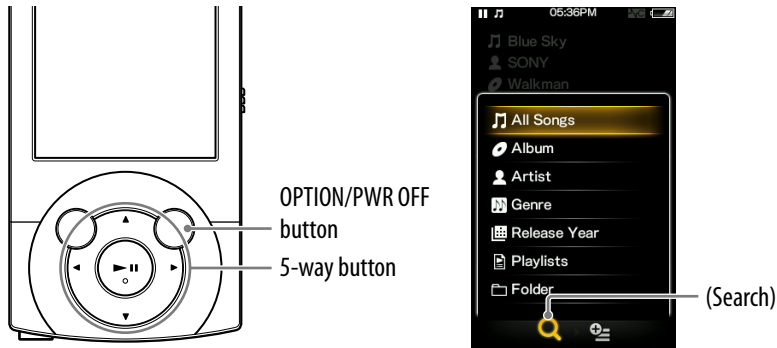 OPTION/PWR OFF
button
5-way button
05:36PM
Blue Sky
SONY
Walkman
All Songs
Album
Artist
Genre
Release Year
Playlists
Folder
(Search)